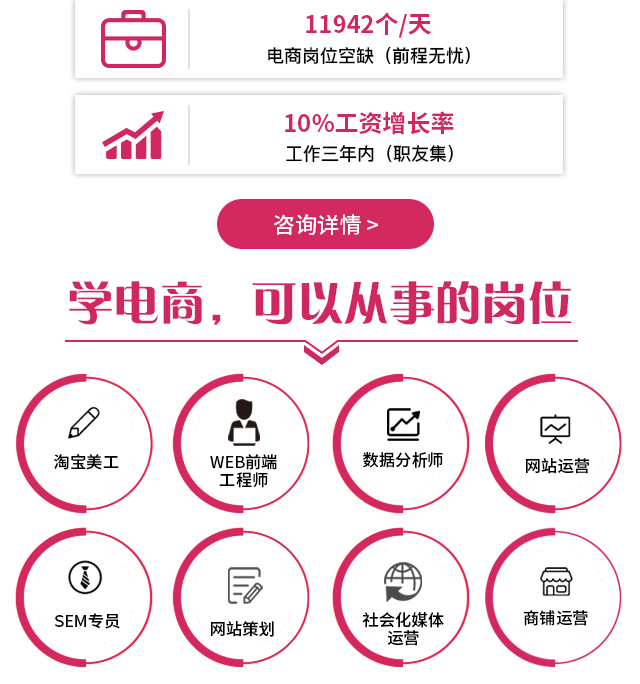 11942个/天
电商岗位空缺（前程无忧）
10%工资增长率
工作三年内（职友集）
咨询详情 >
学电商，可以从事的岗位
淘宝美工
WEB前端
工程师
数据分析师
网站运营
SEM专员
网站策划
社会化媒体
运营
商铺运营